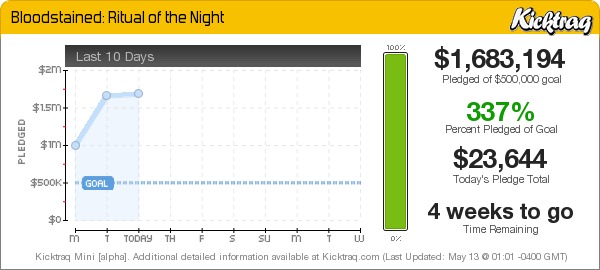 Bloodstained: Ritual of the Night
Kicktraq
Last 10 Days
100%
$2M
$1.5M
$1M
$500K
$0
PLEDGED
GOAL
M T TODAY TH F S S M T W
0%
$1,683,194
Pledged of $500,000 goal
337%
Percent Pledged of Goal
$23,644
Today's Pledge Total
4 weeks to go
Time Remaining
Kicktraq Mini [alpha]. Additional detailed information available at Kicktraq.com (Last Updated: May 13 @ 01:01 -0400 GMT)